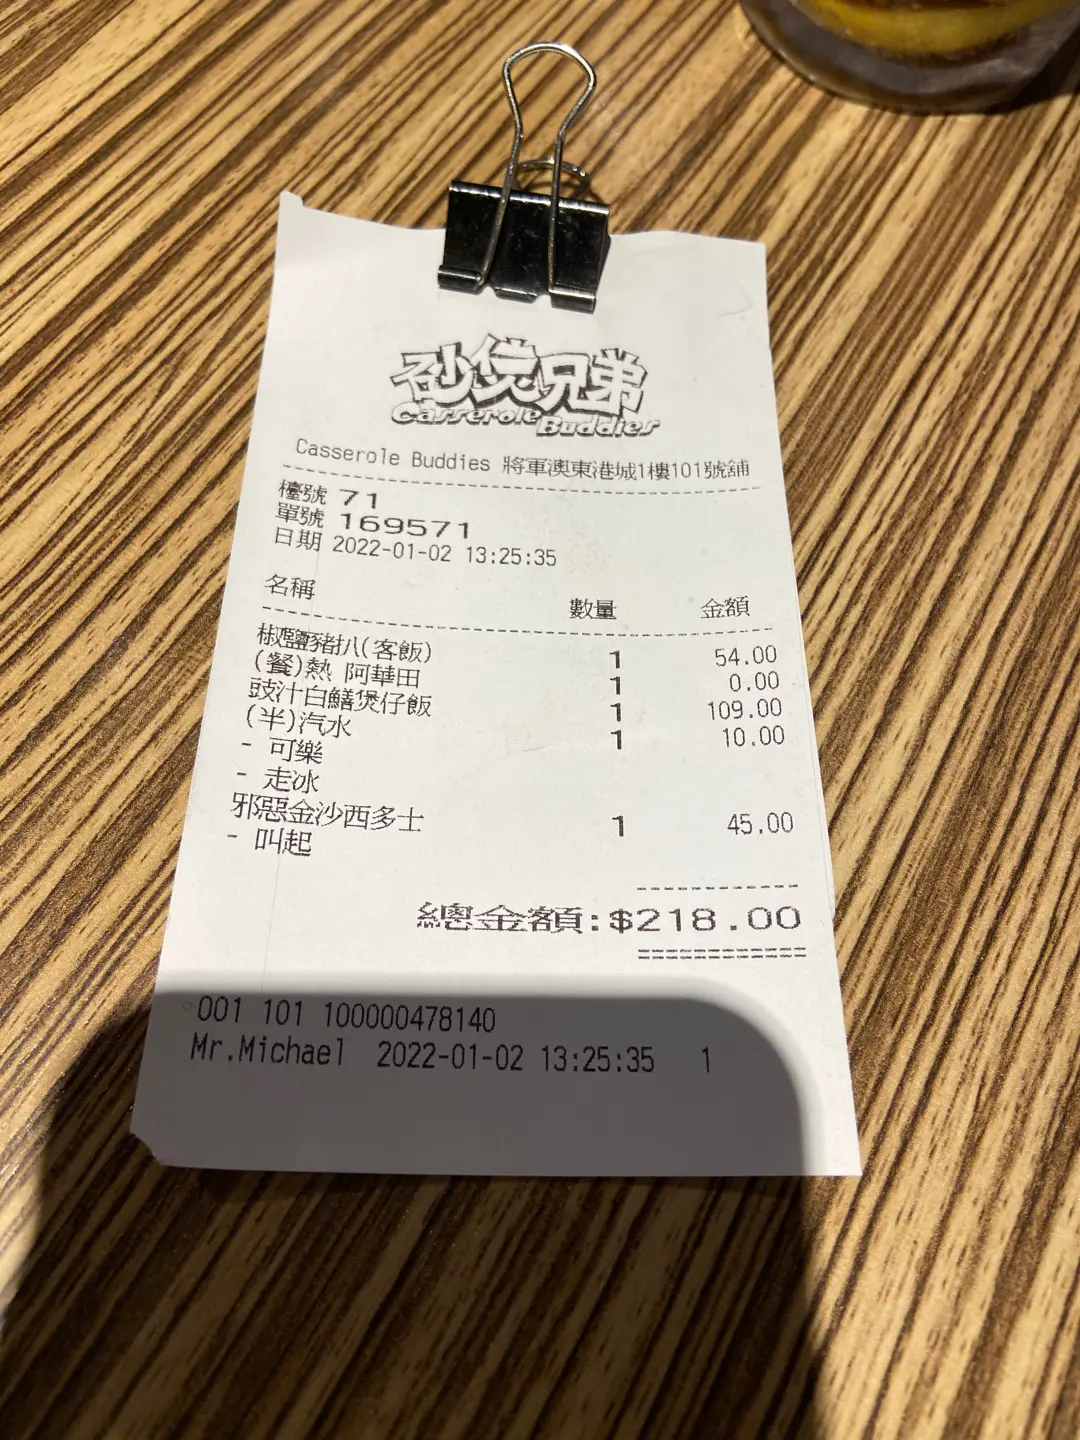 砂煲兄弟
Casserole Buddies
Casserole Buddies 將軍澳東港城1樓101號舖
檯號 71
單號 169571
日期 2022-01-02 13:25:35
名稱 數量 金額
椒鹽豬扒(客飯) 1 54.00
(餐)熱 阿華田 1 0.00
豉汁白鱔煲仔飯 1 109.00
(半)汽水 1 10.00
- 可樂
- 走冰
邪惡金沙西多士 1 45.00
- 叫起
總金額:$218.00
001 101 100000478140
Mr.Michael 2022-01-02 13:25:35 1